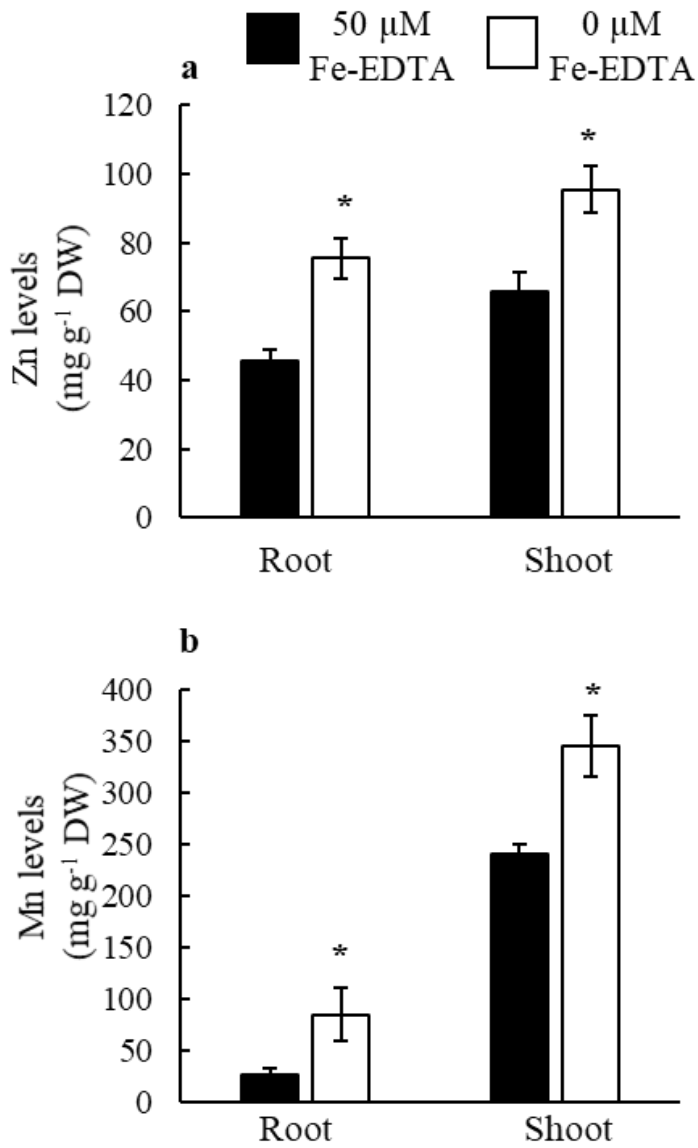 50 µM
Fe-EDTA
0 µM
Fe-EDTA
a
Zn levels
(mg g⁻¹ DW)
120
100
80
60
40
20
0
*
*
Root
Shoot
b
Mn levels
(mg g⁻¹ DW)
400
350
300
250
200
150
100
50
0
*
*
Root
Shoot